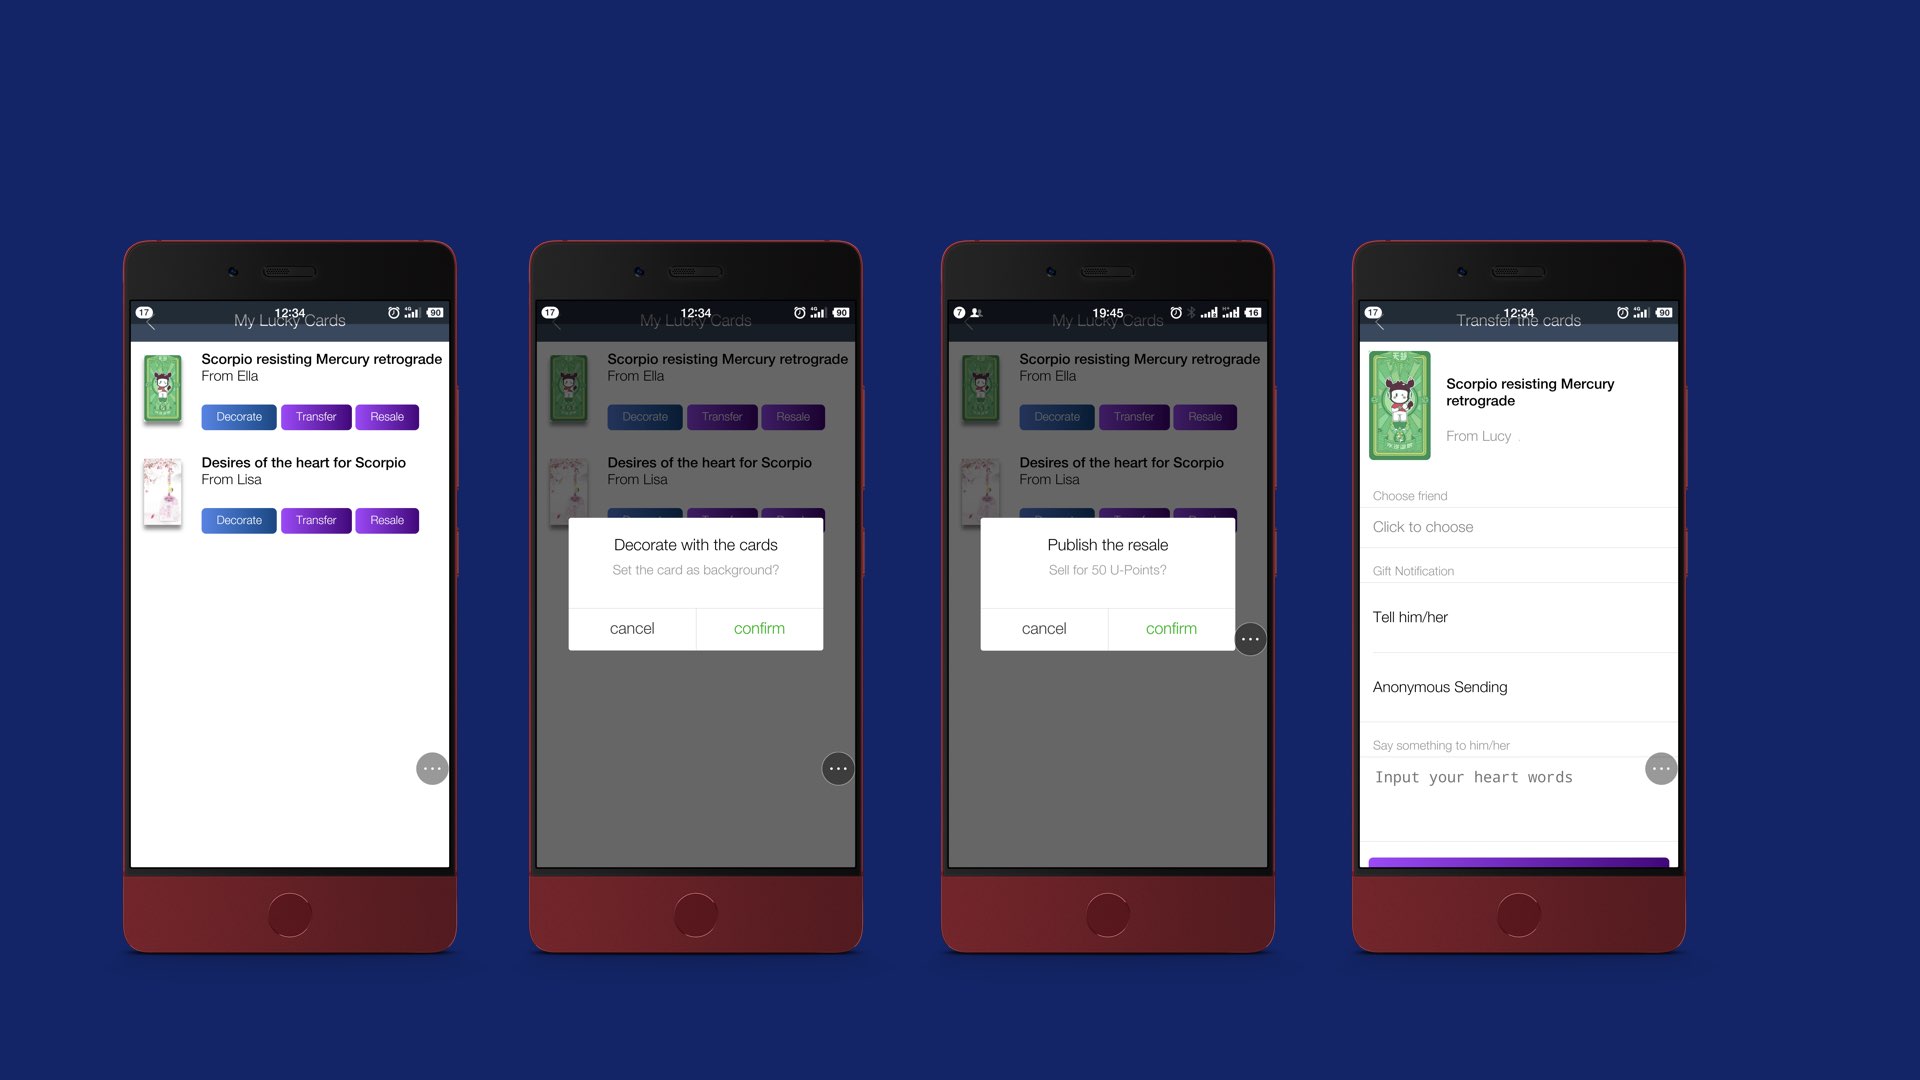 17 12:34 4G 90
My Lucky Cards
Scorpio resisting Mercury retrograde
From Ella
Decorate Transfer Resale
Desires of the heart for Scorpio
From Lisa
Decorate Transfer Resale
17 12:34 4G 90
My Lucky Cards
Scorpio resisting Mercury retrograde
From Ella
Decorate Transfer Resale
Desires of the heart for Scorpio
From Lisa
Decorate with the cards
Set the card as background?
cancel confirm
7 19:45 16
My Lucky Cards
Scorpio resisting Mercury retrograde
From Ella
Decorate Transfer Resale
Desires of the heart for Scorpio
From Lisa
Publish the resale
Sell for 50 U-Points?
cancel confirm
17 12:34 4G 90
Transfer the cards
Scorpio resisting Mercury
retrograde
From Lucy .
Choose friend
Click to choose
Gift Notification
Tell him/her
Anonymous Sending
Say something to him/her
Input your heart words